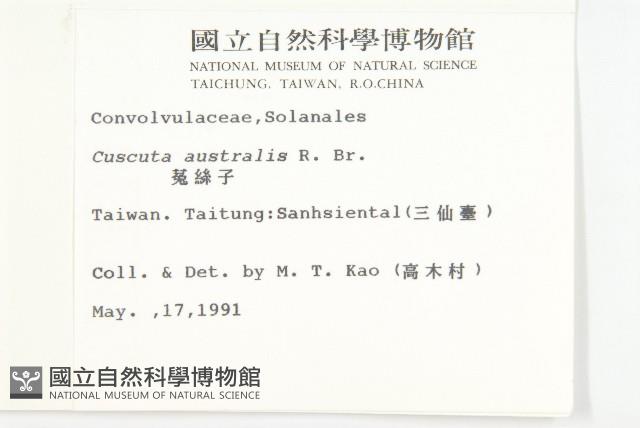 國立自然科學博物館
NATIONAL MUSEUM OF NATURAL SCIENCE
TAICHUNG, TAIWAN, R.O.CHINA
Convolvulaceae,Solanales
Cuscuta australis R. Br.
菟絲子
Taiwan. Taitung:Sanhsiental(三仙臺)
Coll. & Det. by M. T. Kao (高木村)
May. ,17,1991
國立自然科學博物館
NATIONAL MUSEUM OF NATURAL SCIENCE